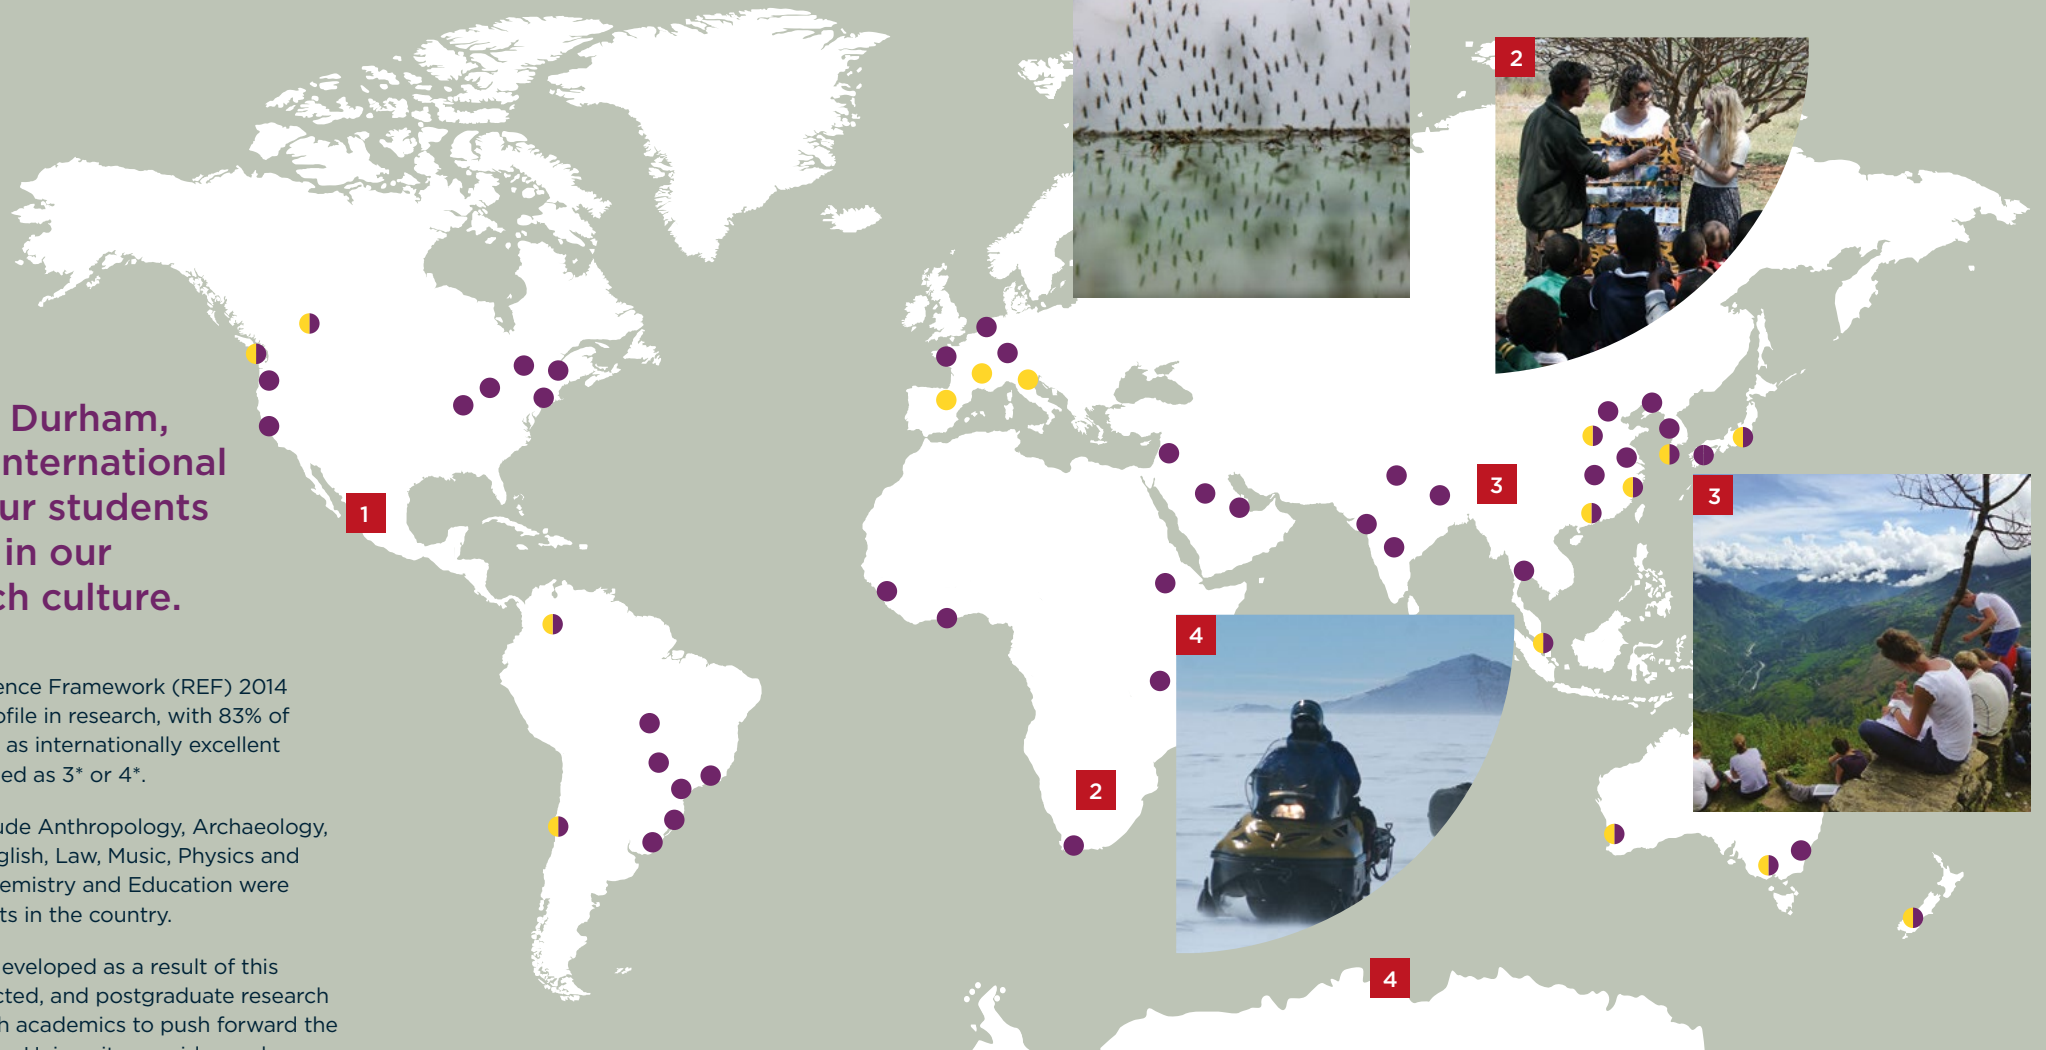 Durham,
nternational
ur students
in our
ch culture.
ence Framework (REF) 2014
ofile in research, with 83% of
as internationally excellent
ed as 3* or 4*.
ude Anthropology, Archaeology,
glish, Law, Music, Physics and
emistry and Education were
ts in the country.
eveloped as a result of this
cted, and postgraduate research
h academics to push forward the
1
2
3
4
2
3
4